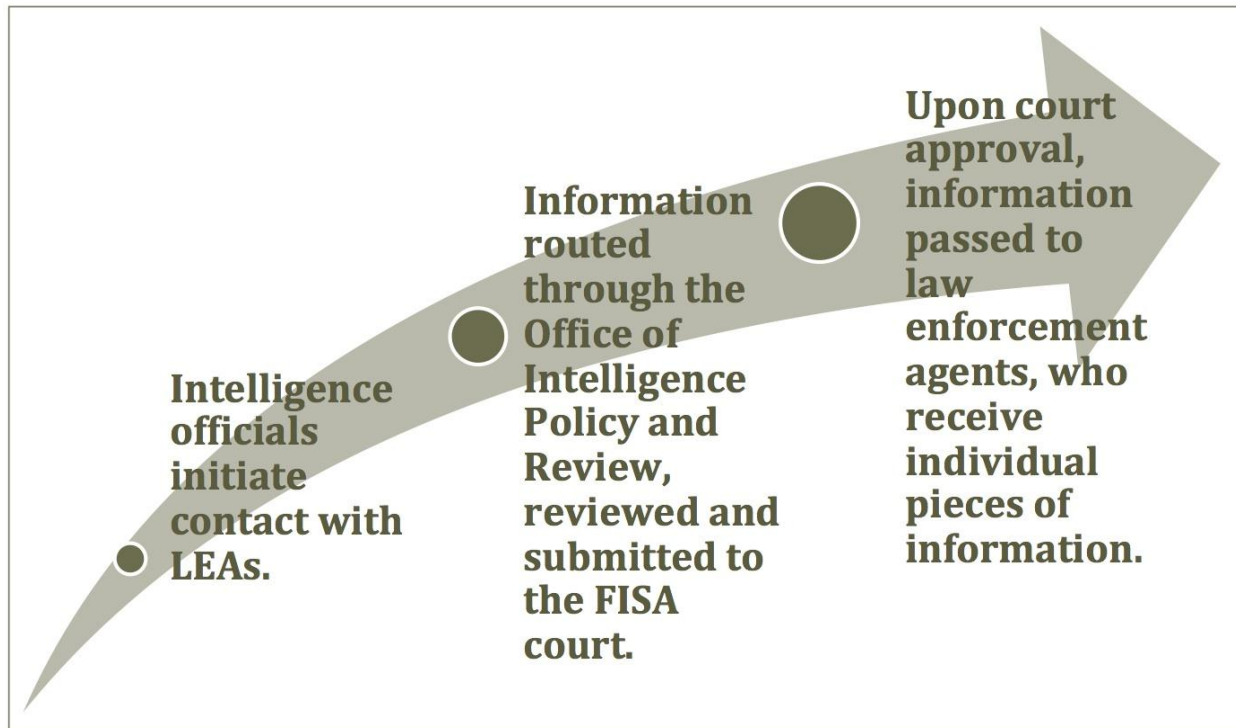 Intelligence
officials
initiate
contact with
LEAs.
Information
routed
through the
Office of
Intelligence
Policy and
Review,
reviewed and
submitted to
the FISA
court.
Upon court
approval,
information
passed to
law
enforcement
agents, who
receive
individual
pieces of
information.